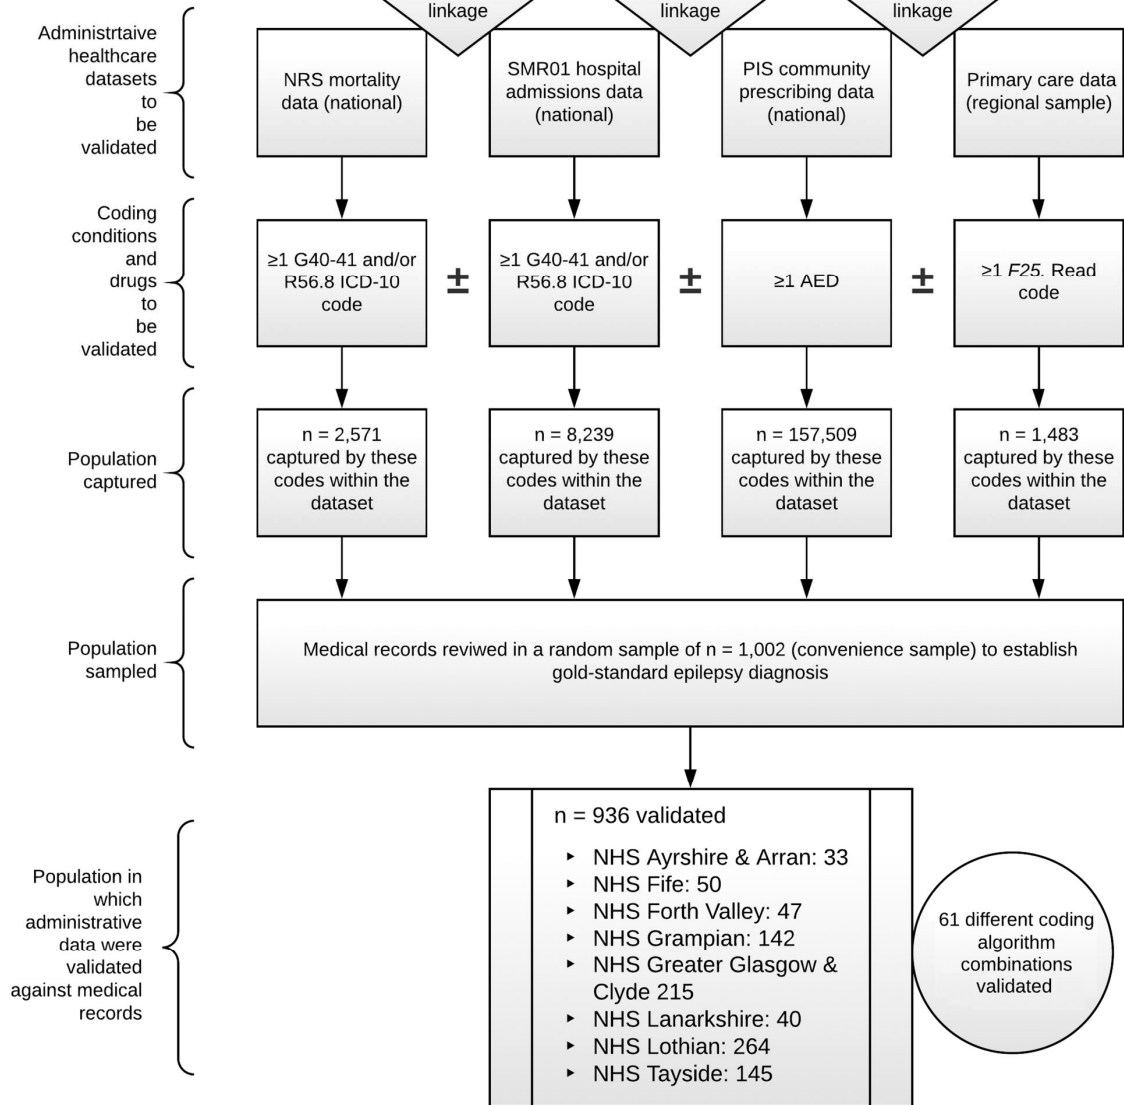 linkage
linkage
linkage
Administrtaive
healthcare
datasets
to
be
validated
NRS mortality
data (national)
SMR01 hospital
admissions data
(national)
PIS community
prescribing data
(national)
Primary care data
(regional sample)
Coding
conditions
and
drugs
to
be
validated
≥1 G40-41 and/or
R56.8 ICD-10
code
±
≥1 G40-41 and/or
R56.8 ICD-10
code
±
≥1 AED
±
≥1 F25. Read
code
Population
captured
n = 2,571
captured by these
codes within the
dataset
n = 8,239
captured by these
codes within the
dataset
n = 157,509
captured by these
codes within the
dataset
n = 1,483
captured by these
codes within the
dataset
Population
sampled
Medical records reviwed in a random sample of n = 1,002 (convenience sample) to establish
gold-standard epilepsy diagnosis
Population in
which
administrative
data were
validated
against medical
records
n = 936 validated
‣ NHS Ayrshire & Arran: 33
‣ NHS Fife: 50
‣ NHS Forth Valley: 47
‣ NHS Grampian: 142
‣ NHS Greater Glasgow &
Clyde 215
‣ NHS Lanarkshire: 40
‣ NHS Lothian: 264
‣ NHS Tayside: 145
61 different coding
algorithm
combinations
validated